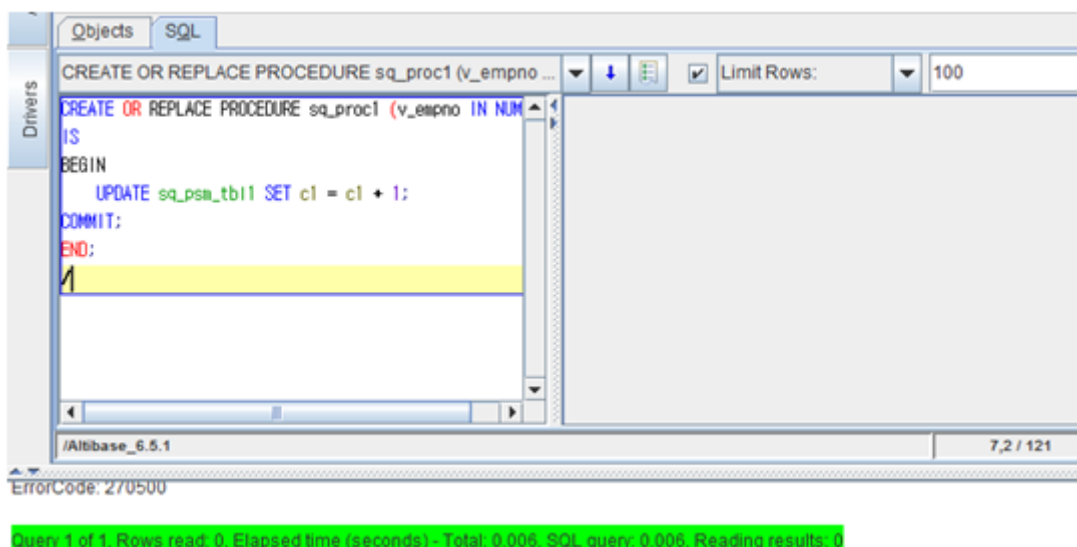 Objects SQL
CREATE OR REPLACE PROCEDURE sq_proc1 (v_empno ... Limit Rows: 100
Drivers
CREATE OR REPLACE PROCEDURE sq_proc1 (v_empno IN NUM
IS
BEGIN
UPDATE sq_psm_tbl1 SET c1 = c1 + 1;
COMMIT;
END;
/
/Altibase_6.5.1 7,2 / 121
ErrorCode: 270500
Query 1 of 1, Rows read: 0, Elapsed time (seconds) - Total: 0.006, SQL query: 0.006, Reading results: 0